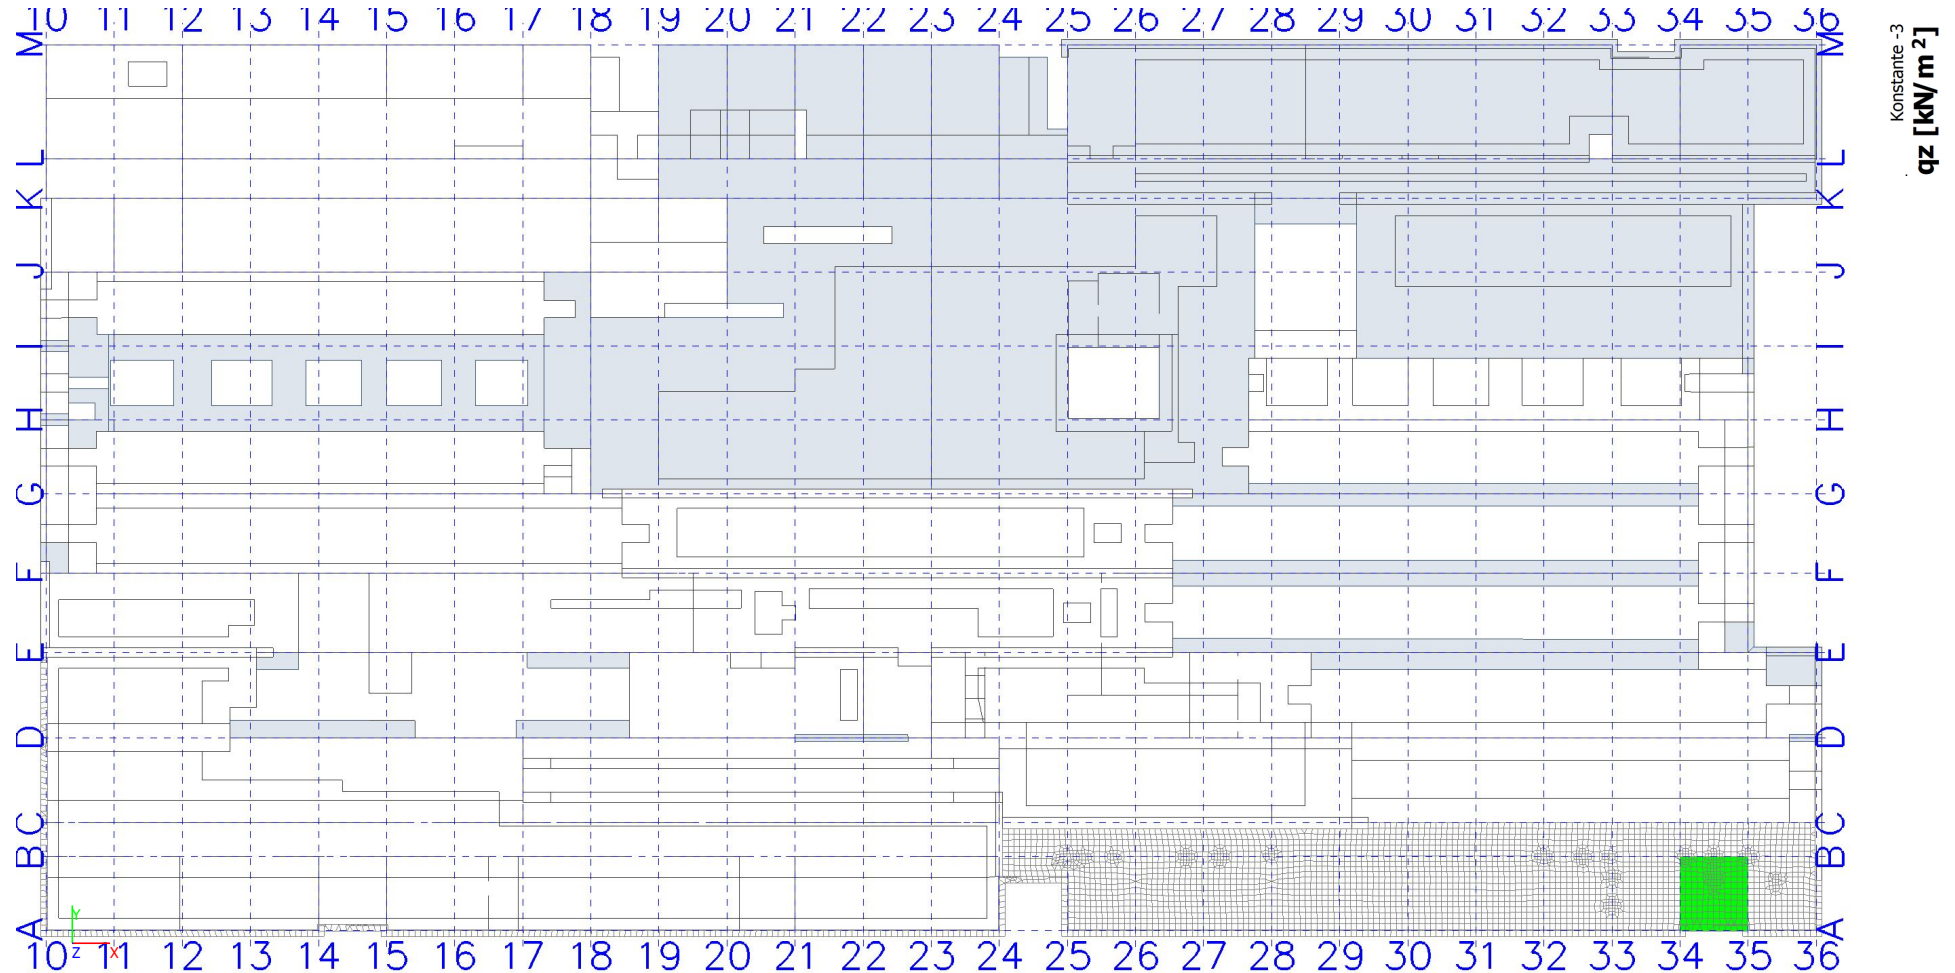 10 11 12 13 14 15 16 17 18 19 20 21 22 23 24 25 26 27 28 29 30 31 32 33 34 35 36
M M
L L
K K
J J
I I
H H
G G
F F
E E
D D
C C
B B
A A
Y
Z X
10 11 12 13 14 15 16 17 18 19 20 21 22 23 24 25 26 27 28 29 30 31 32 33 34 35 36
Konstante -3
qz [kN/m²]